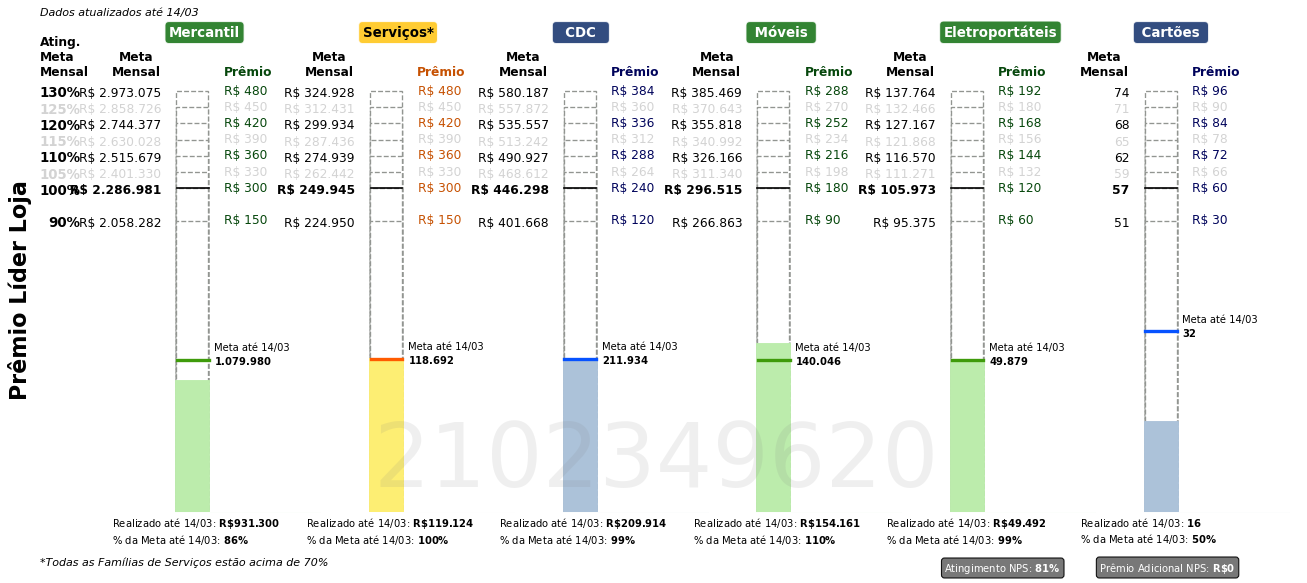 Dados atualizados até 14/03
Mercantil Serviços* CDC Móveis Eletroportáteis Cartões
Ating. Meta Mensal
Meta Mensal Prêmio Meta Mensal Prêmio Meta Mensal Prêmio Meta Mensal Prêmio Meta Mensal Prêmio Meta Mensal Prêmio
130% R$ 2.973.075 R$ 480 R$ 324.928 R$ 480 R$ 580.187 R$ 384 R$ 385.469 R$ 288 R$ 137.764 R$ 192 74 R$ 96
125% R$ 2.858.726 R$ 450 R$ 312.431 R$ 450 R$ 557.872 R$ 360 R$ 370.643 R$ 270 R$ 132.466 R$ 180 71 R$ 90
120% R$ 2.744.377 R$ 420 R$ 299.934 R$ 420 R$ 535.557 R$ 336 R$ 355.818 R$ 252 R$ 127.167 R$ 168 68 R$ 84
115% R$ 2.630.028 R$ 390 R$ 287.436 R$ 390 R$ 513.242 R$ 312 R$ 340.992 R$ 234 R$ 121.868 R$ 156 65 R$ 78
110% R$ 2.515.679 R$ 360 R$ 274.939 R$ 360 R$ 490.927 R$ 288 R$ 326.166 R$ 216 R$ 116.570 R$ 144 62 R$ 72
105% R$ 2.401.330 R$ 330 R$ 262.442 R$ 330 R$ 468.612 R$ 264 R$ 311.340 R$ 198 R$ 111.271 R$ 132 59 R$ 66
100% R$ 2.286.981 R$ 300 R$ 249.945 R$ 300 R$ 446.298 R$ 240 R$ 296.515 R$ 180 R$ 105.973 R$ 120 57 R$ 60
90% R$ 2.058.282 R$ 150 R$ 224.950 R$ 150 R$ 401.668 R$ 120 R$ 266.863 R$ 90 R$ 95.375 R$ 60 51 R$ 30
Prêmio Líder Loja
Meta até 14/03 Meta até 14/03 Meta até 14/03 Meta até 14/03 Meta até 14/03 Meta até 14/03
1.079.980 118.692 211.934 140.046 49.879 32
2102349620
Realizado até 14/03: R$931.300 Realizado até 14/03: R$119.124 Realizado até 14/03: R$209.914 Realizado até 14/03: R$154.161 Realizado até 14/03: R$49.492 Realizado até 14/03: 16
% da Meta até 14/03: 86% % da Meta até 14/03: 100% % da Meta até 14/03: 99% % da Meta até 14/03: 110% % da Meta até 14/03: 99% % da Meta até 14/03: 50%
*Todas as Famílias de Serviços estão acima de 70%
Atingimento NPS: 81% Prêmio Adicional NPS: R$0